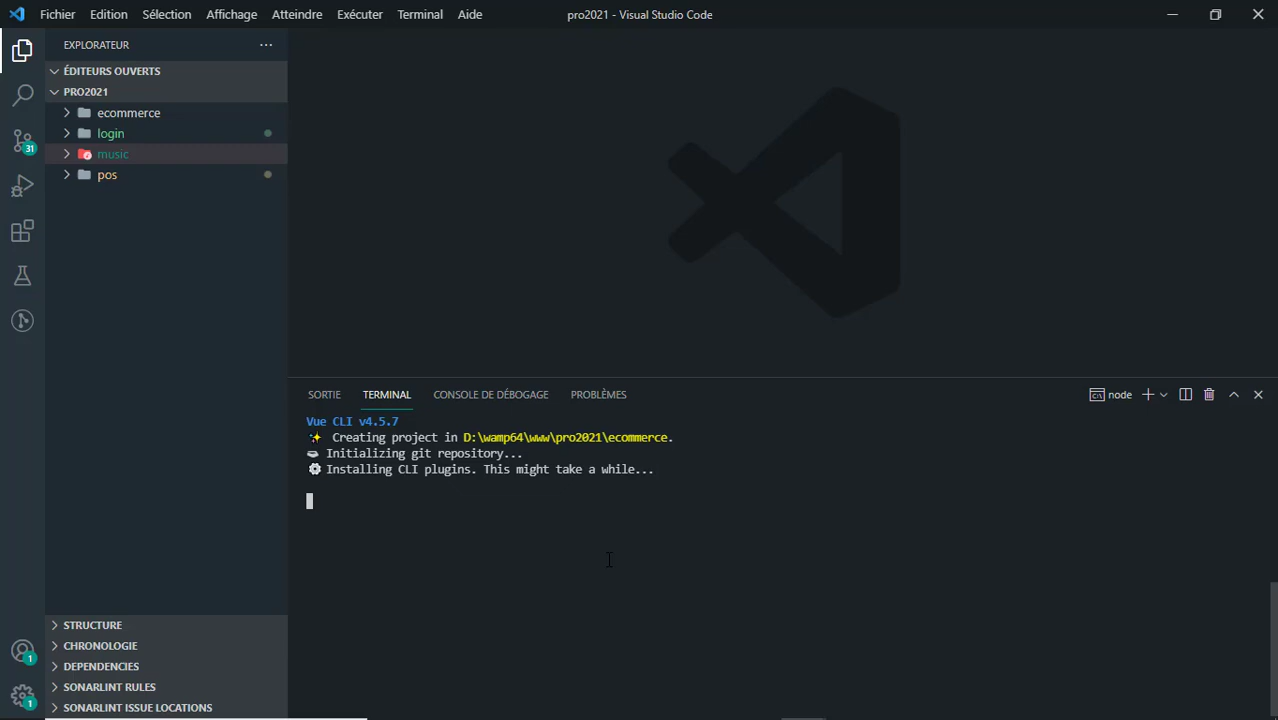 Fichier Edition Sélection Affichage Atteindre Exécuter Terminal Aide pro2021 - Visual Studio Code
EXPLORATEUR
ÉDITEURS OUVERTS
PRO2021
ecommerce
login
music
pos
31
SORTIE TERMINAL CONSOLE DE DÉBOGAGE PROBLÈMES node
Vue CLI v4.5.7
Creating project in D:\wamp64\www\pro2021\ecommerce.
Initializing git repository...
Installing CLI plugins. This might take a while...
STRUCTURE
CHRONOLOGIE
DEPENDENCIES
SONARLINT RULES
SONARLINT ISSUE LOCATIONS
1
1